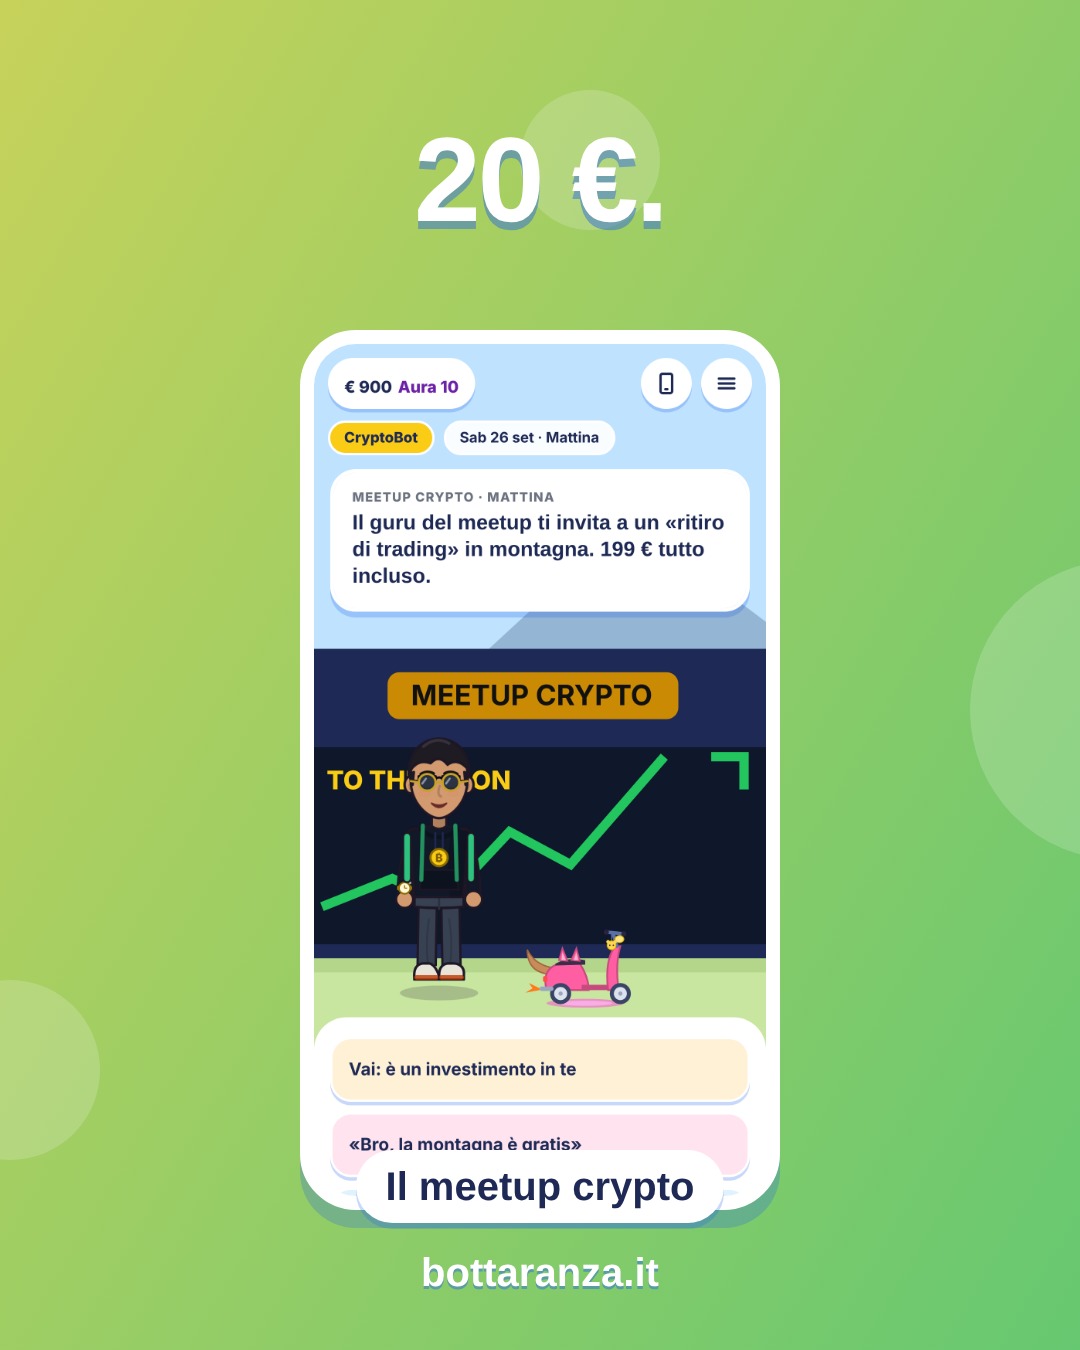 20 €.
€ 900 Aura 10
CryptoBot
Sab 26 set · Mattina
MEETUP CRYPTO · MATTINA
Il guru del meetup ti invita a un «ritiro
di trading» in montagna. 199 € tutto
incluso.
MEETUP CRYPTO
TO TH ON
Vai: è un investimento in te
«Bro, la montagna è gratis»
Il meetup crypto
bottaranza.it